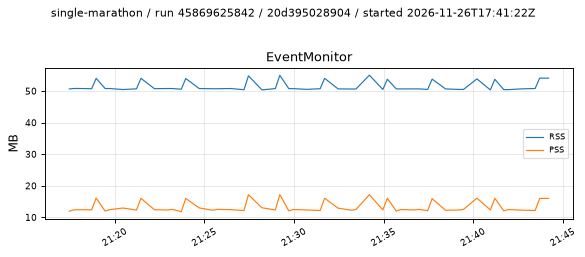 single-marathon / run 45869625842 / 20d395028904 / started 2026-11-26T17:41:22Z
EventMonitor
MB
50
40
30
20
10
RSS
PSS
21:20
21:25
21:30
21:35
21:40
21:45